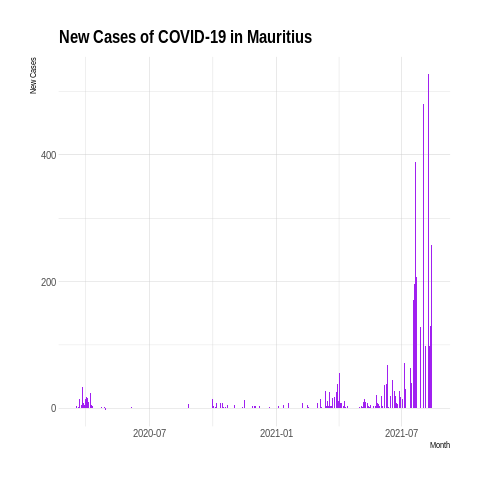 New Cases of COVID-19 in Mauritius
New Cases
400
200
0
2020-07 2021-01 2021-07
Month